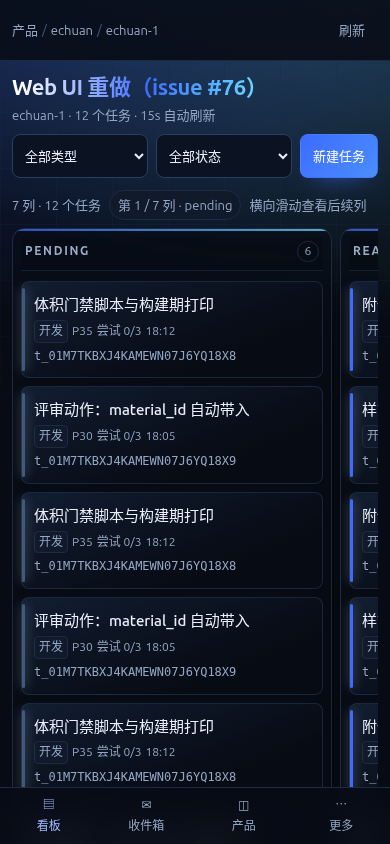 产品 / echuan / echuan-1 刷新
Web UI 重做（issue #76）
echuan-1 · 12 个任务 · 15s 自动刷新
全部类型 全部状态 新建任务
7 列 · 12 个任务 第 1 / 7 列 · pending 横向滑动查看后续列
PENDING 6
体积门禁脚本与构建期打印
开发 P35 尝试 0/3 18:12
t_01M7TKBXJ4KAMEWN07J6YQ18X8
评审动作：material_id 自动带入
开发 P30 尝试 0/3 18:05
t_01M7TKBXJ4KAMEWN07J6YQ18X9
体积门禁脚本与构建期打印
开发 P35 尝试 0/3 18:12
t_01M7TKBXJ4KAMEWN07J6YQ18X8
评审动作：material_id 自动带入
开发 P30 尝试 0/3 18:05
t_01M7TKBXJ4KAMEWN07J6YQ18X9
体积门禁脚本与构建期打印
开发 P35 尝试 0/3 18:12
t_01M7TKBXJ4KAMEWN07J6YQ18X8
看板 收件箱 产品 更多